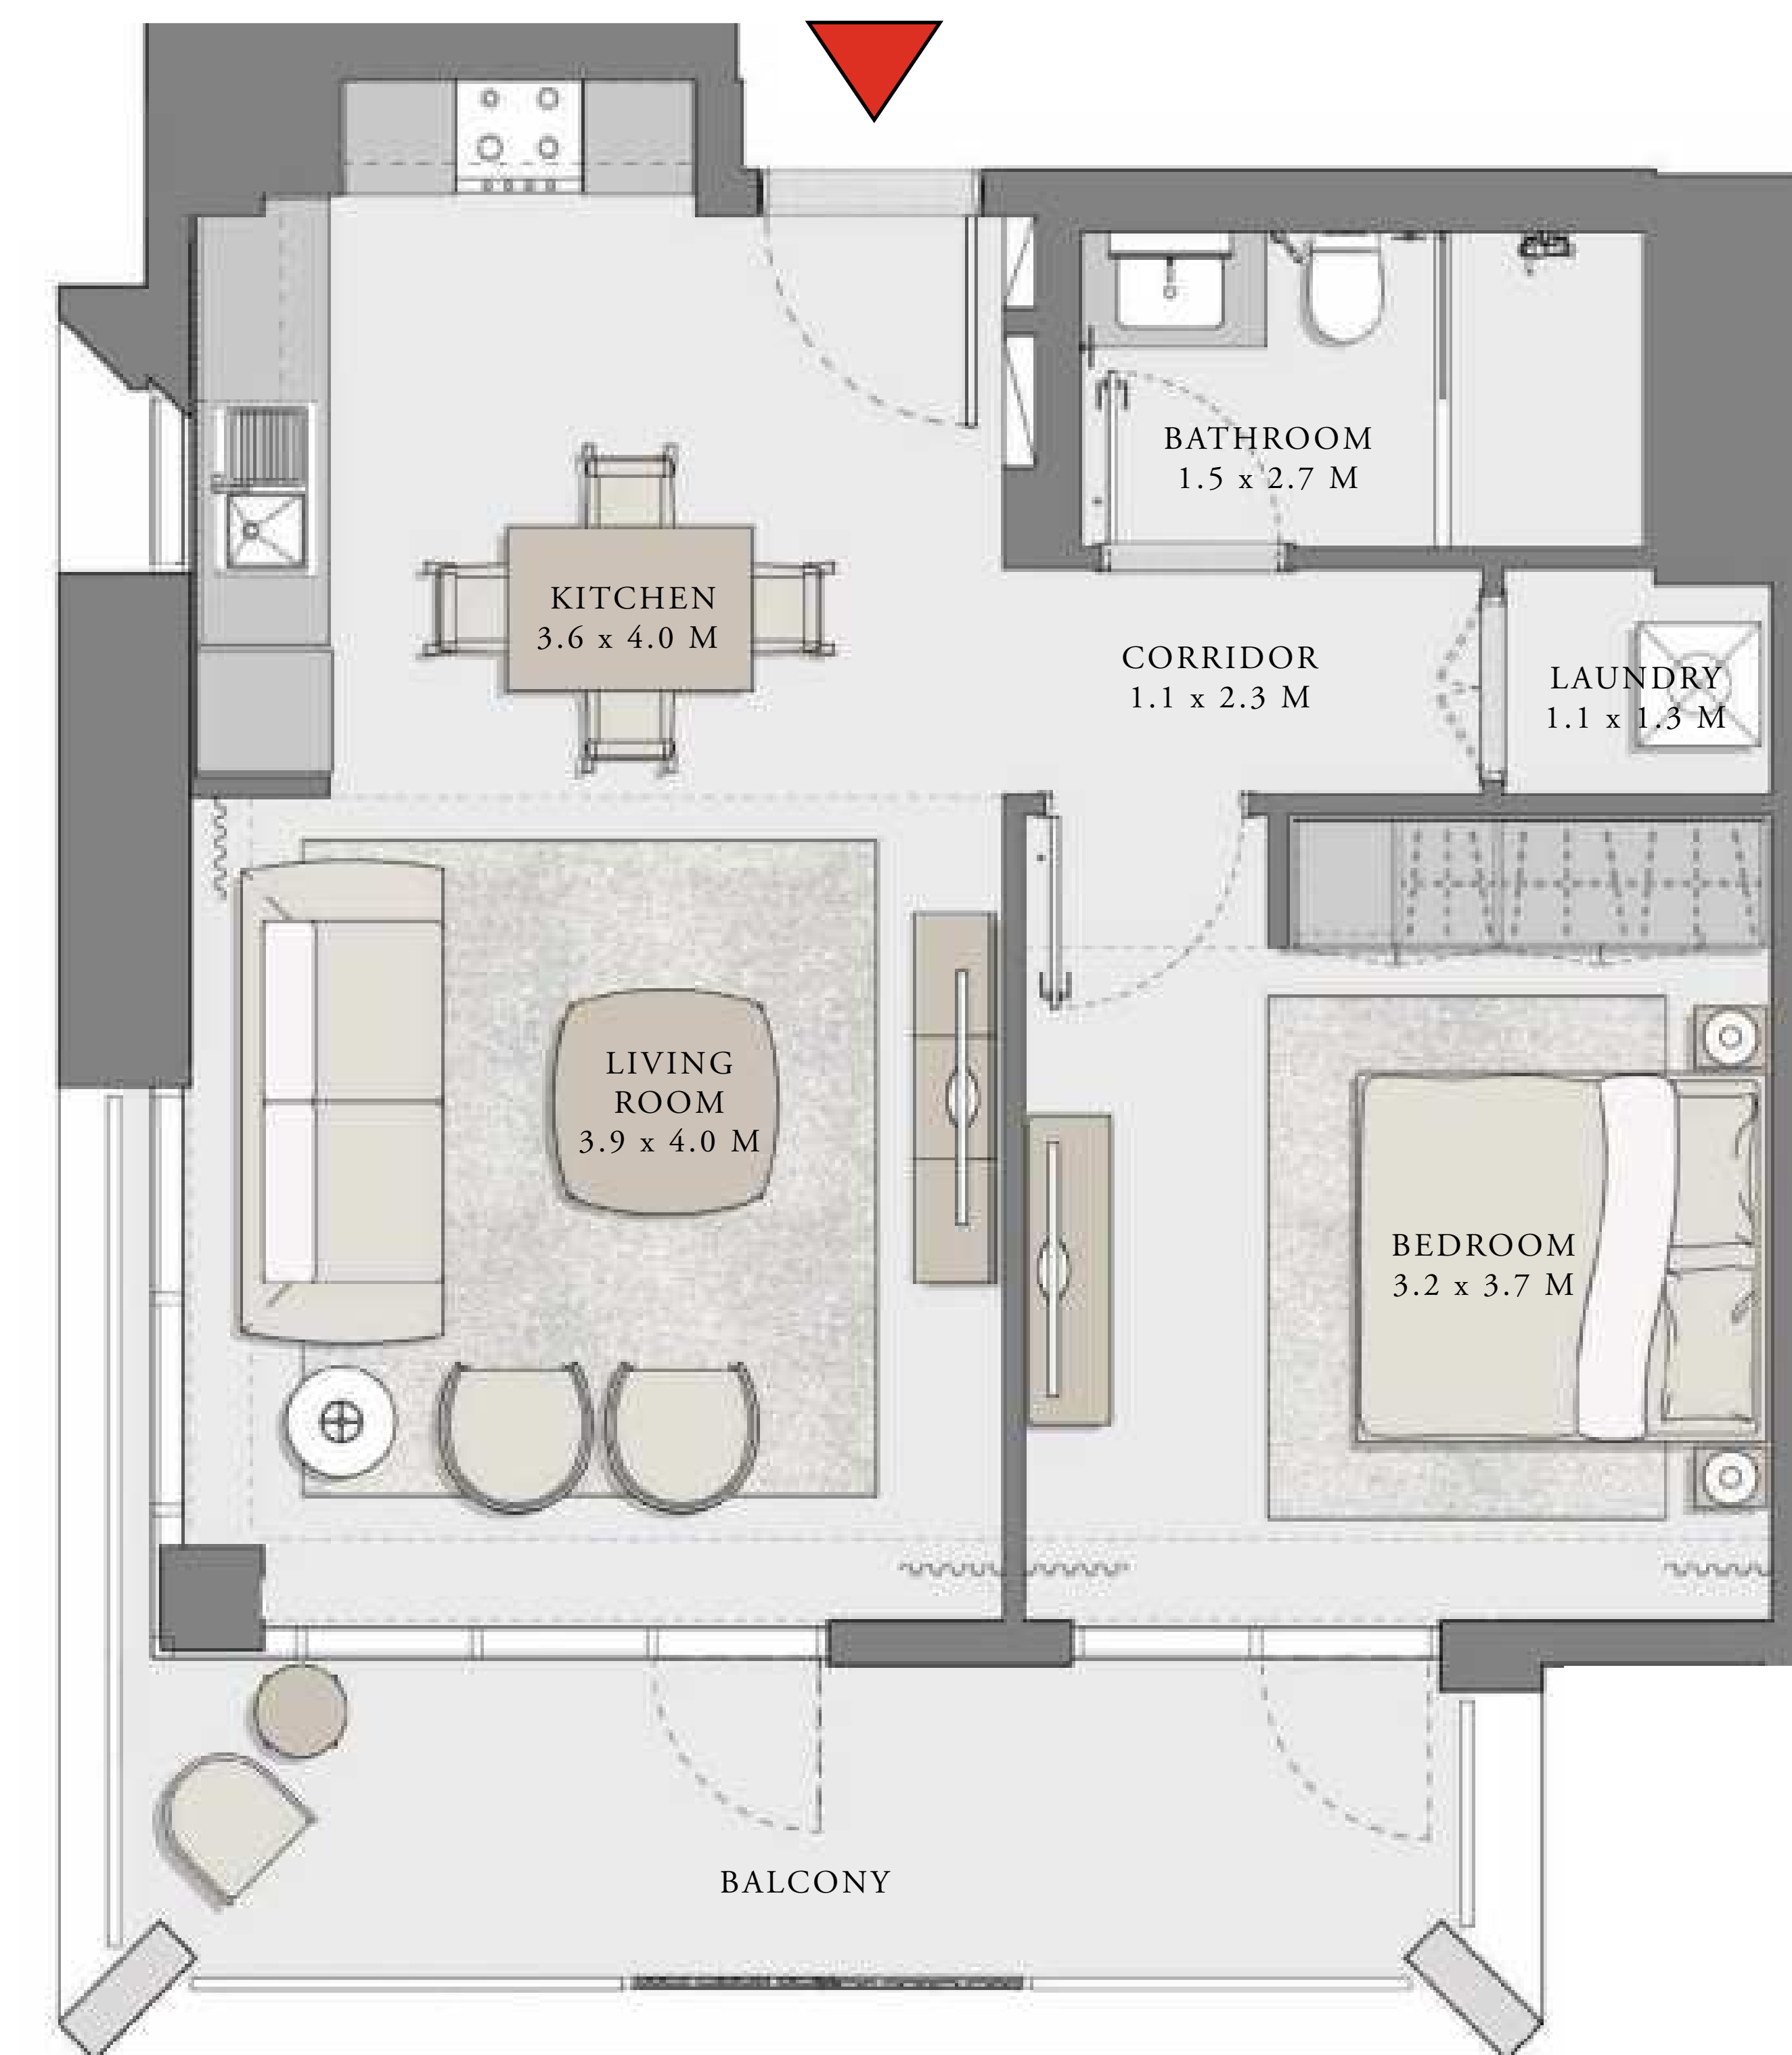 BATHROOM
1.5 x 2.7 M
KITCHEN
3.6 x 4.0 M
CORRIDOR
1.1 x 2.3 M
LAUNDRY
1.1 x 1.3 M
LIVING
ROOM
3.9 x 4.0 M
BEDROOM
3.2 x 3.7 M
BALCONY